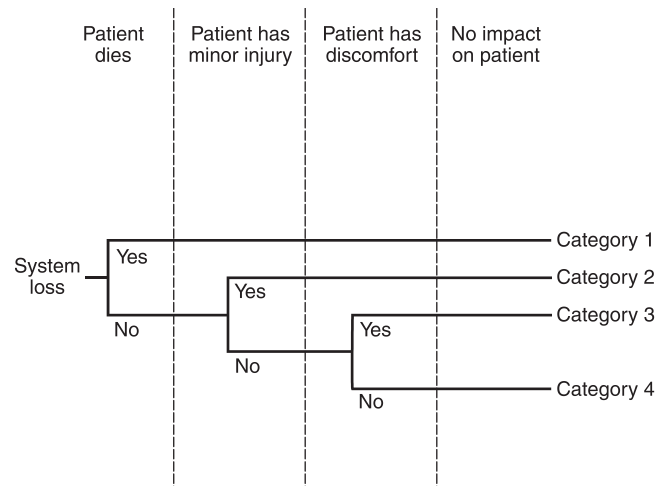 Patient
dies
Patient has
minor injury
Patient has
discomfort
No impact
on patient
System
loss
Yes
No
Yes
No
Yes
No
Category 1
Category 2
Category 3
Category 4